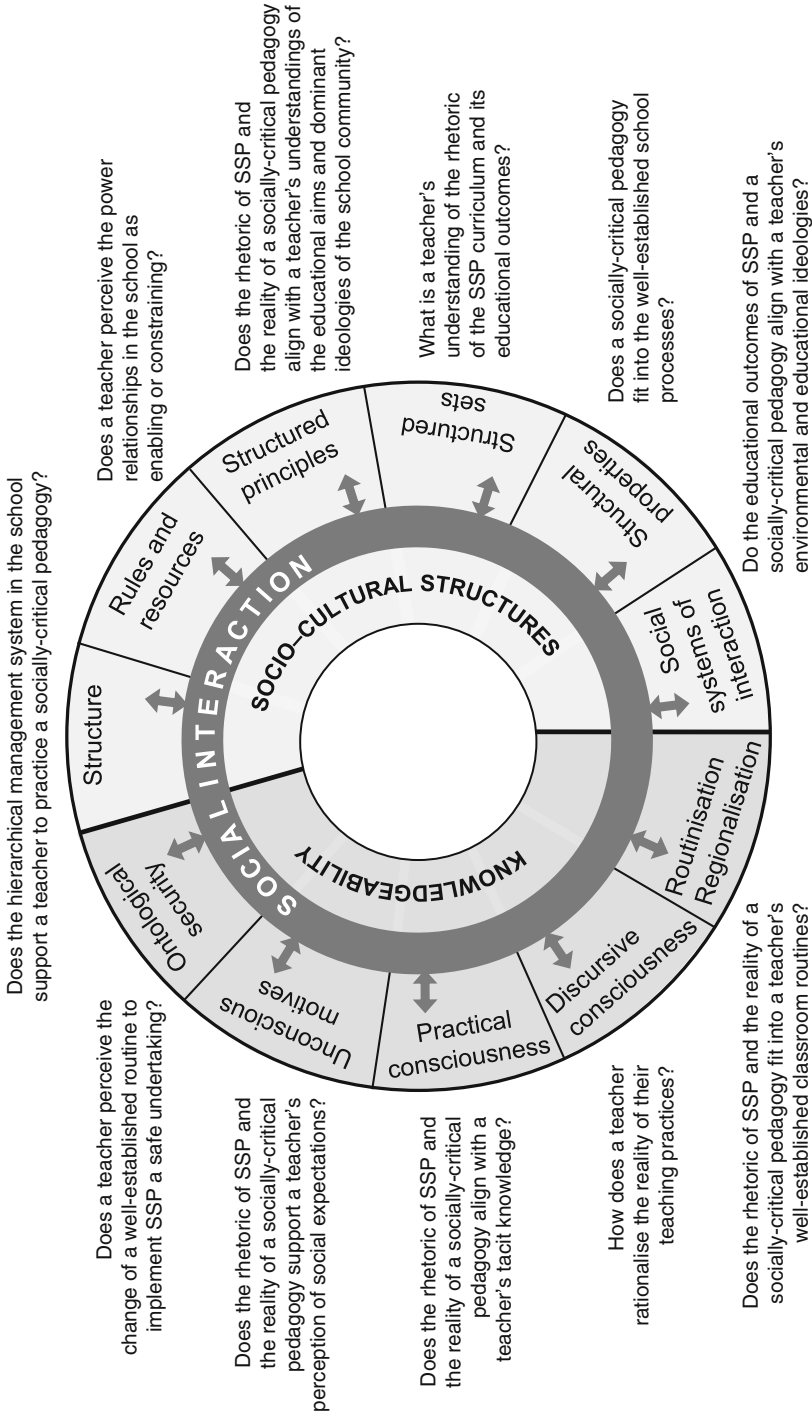 Does the hierarchical management system in the school
support a teacher to practice a socially-critical pedagogy?
Does a teacher perceive the
change of a well-established routine to
implement SSP a safe undertaking?
Does a teacher perceive the power
relationships in the school as
enabling or constraining?
Does the rhetoric of SSP and
the reality of a socially-critical
pedagogy support a teacher's
perception of social expectations?
Does the rhetoric of SSP and
the reality of a socially-critical pedagogy
align with a teacher's understandings of
the educational aims and dominant
ideologies of the school community?
Does the rhetoric of SSP and
the reality of a socially-critical
pedagogy align with a
teacher's tacit knowledge?
What is a teacher's
understanding of the rhetoric
of the SSP curriculum and its
educational outcomes?
How does a teacher
rationalise the reality of their
teaching practices?
Does a socially-critical pedagogy
fit into the well-established school
processes?
Does the rhetoric of SSP and the reality of a
socially-critical pedagogy fit into a teacher's
well-established classroom routines?
Do the educational outcomes of SSP and a
socially-critical pedagogy align with a teacher's
environmental and educational ideologies?
Structure
Rules and
resources
Structured
principles
Structured
sets
Structural
properties
Social
systems of
interaction
Routinisation
Regionalisation
Discursive
consciousness
Practical
consciousness
Unconscious
motives
Ontological
security
SOCIAL INTERACTION
SOCIO–CULTURAL STRUCTURES
KNOWLEDGEABILITY